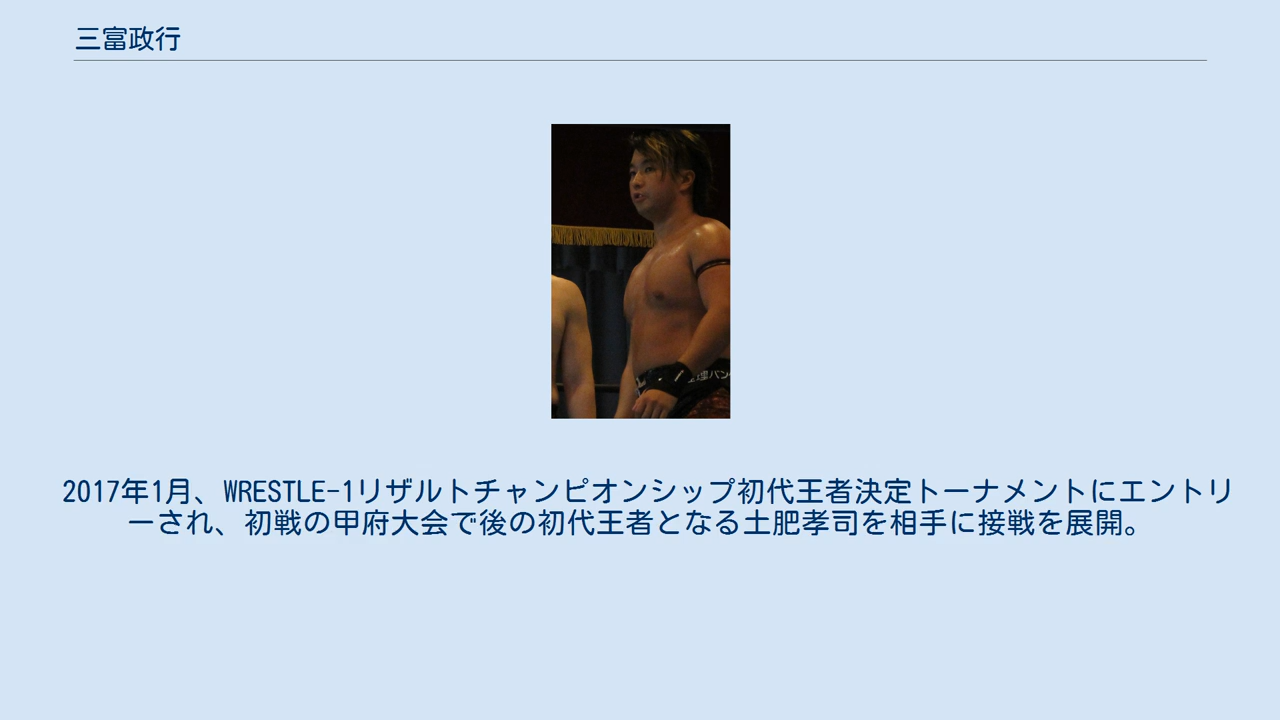 三富政行
2017年1月、WRESTLE-1リザルトチャンピオンシップ初代王者決定トーナメントにエントリ
ーされ、初戦の甲府大会で後の初代王者となる土肥孝司を相手に接戦を展開。